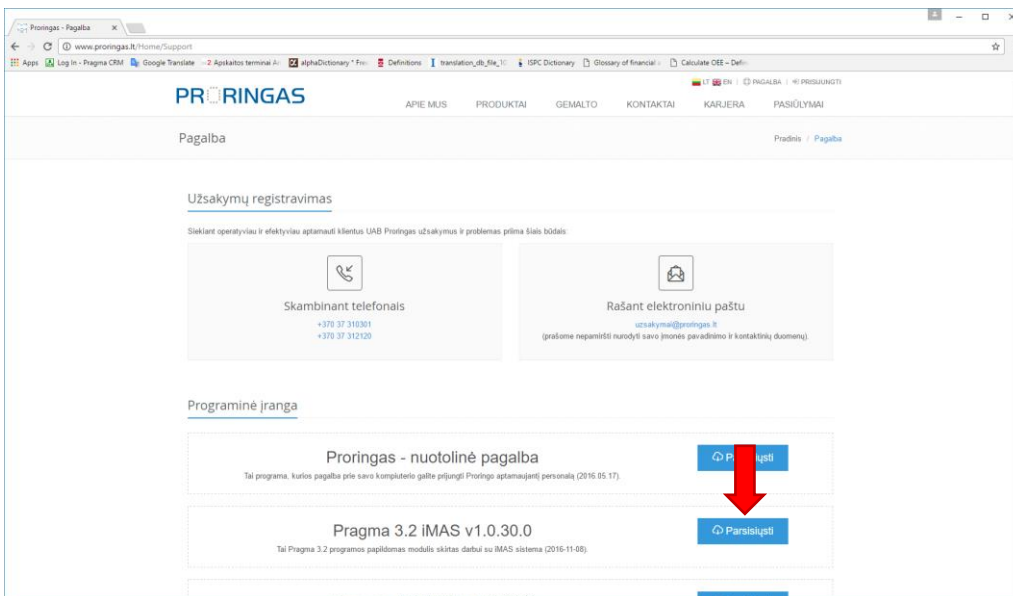 Proringas - Pagalba
www.proringas.lt/Home/Support
Apps Log In - Pragma CRM Google Translate Apskaitos terminai Ar alphaDictionary * Free Definitions translation_db_file_10 ISPC Dictionary Glossary of financial Calculate OEE – Defin
LT EN PAGALBA PRISIJUNGTI
PRORINGAS
APIE MUS PRODUKTAI GEMALTO KONTAKTAI KARJERA PASIŪLYMAI
Pagalba
Pradinis / Pagalba
Užsakymų registravimas
Siekiant operatyviau ir efektyviau aptarnauti klientus UAB Proringas užsakymus ir problemas priima šiais būdais:
Skambinant telefonais
+370 37 310301
+370 37 312120
Rašant elektroniniu paštu
uzsakymai@proringas.lt
(prašome nepamiršti nurodyti savo įmonės pavadinimo ir kontaktinių duomenų).
Programinė įranga
Proringas - nuotolinė pagalba
Tai programa, kurios pagalba prie savo kompiuterio galite prijungti Proringo aptarnaujantį personalą (2016.05.17).
Pragma 3.2 iMAS v1.0.30.0
Tai Pragma 3.2 programos papildomas modulis skirtas darbui su iMAS sistema (2016-11-08).
Parsisiųsti